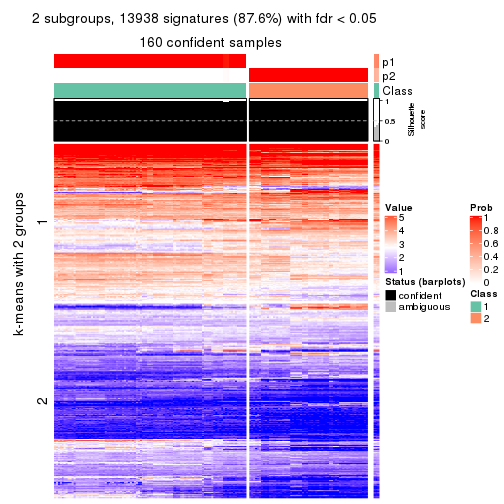 2 subgroups, 13938 signatures (87.6%) with fdr < 0.05
160 confident samples
p1
p2
Class
1
0.5
0
Silhouette
score
k-means with 2 groups
1
2
Value
5
4
3
2
1
Status (barplots)
confident
ambiguous
Prob
1
0.8
0.6
0.4
0.2
0
Class
1
2